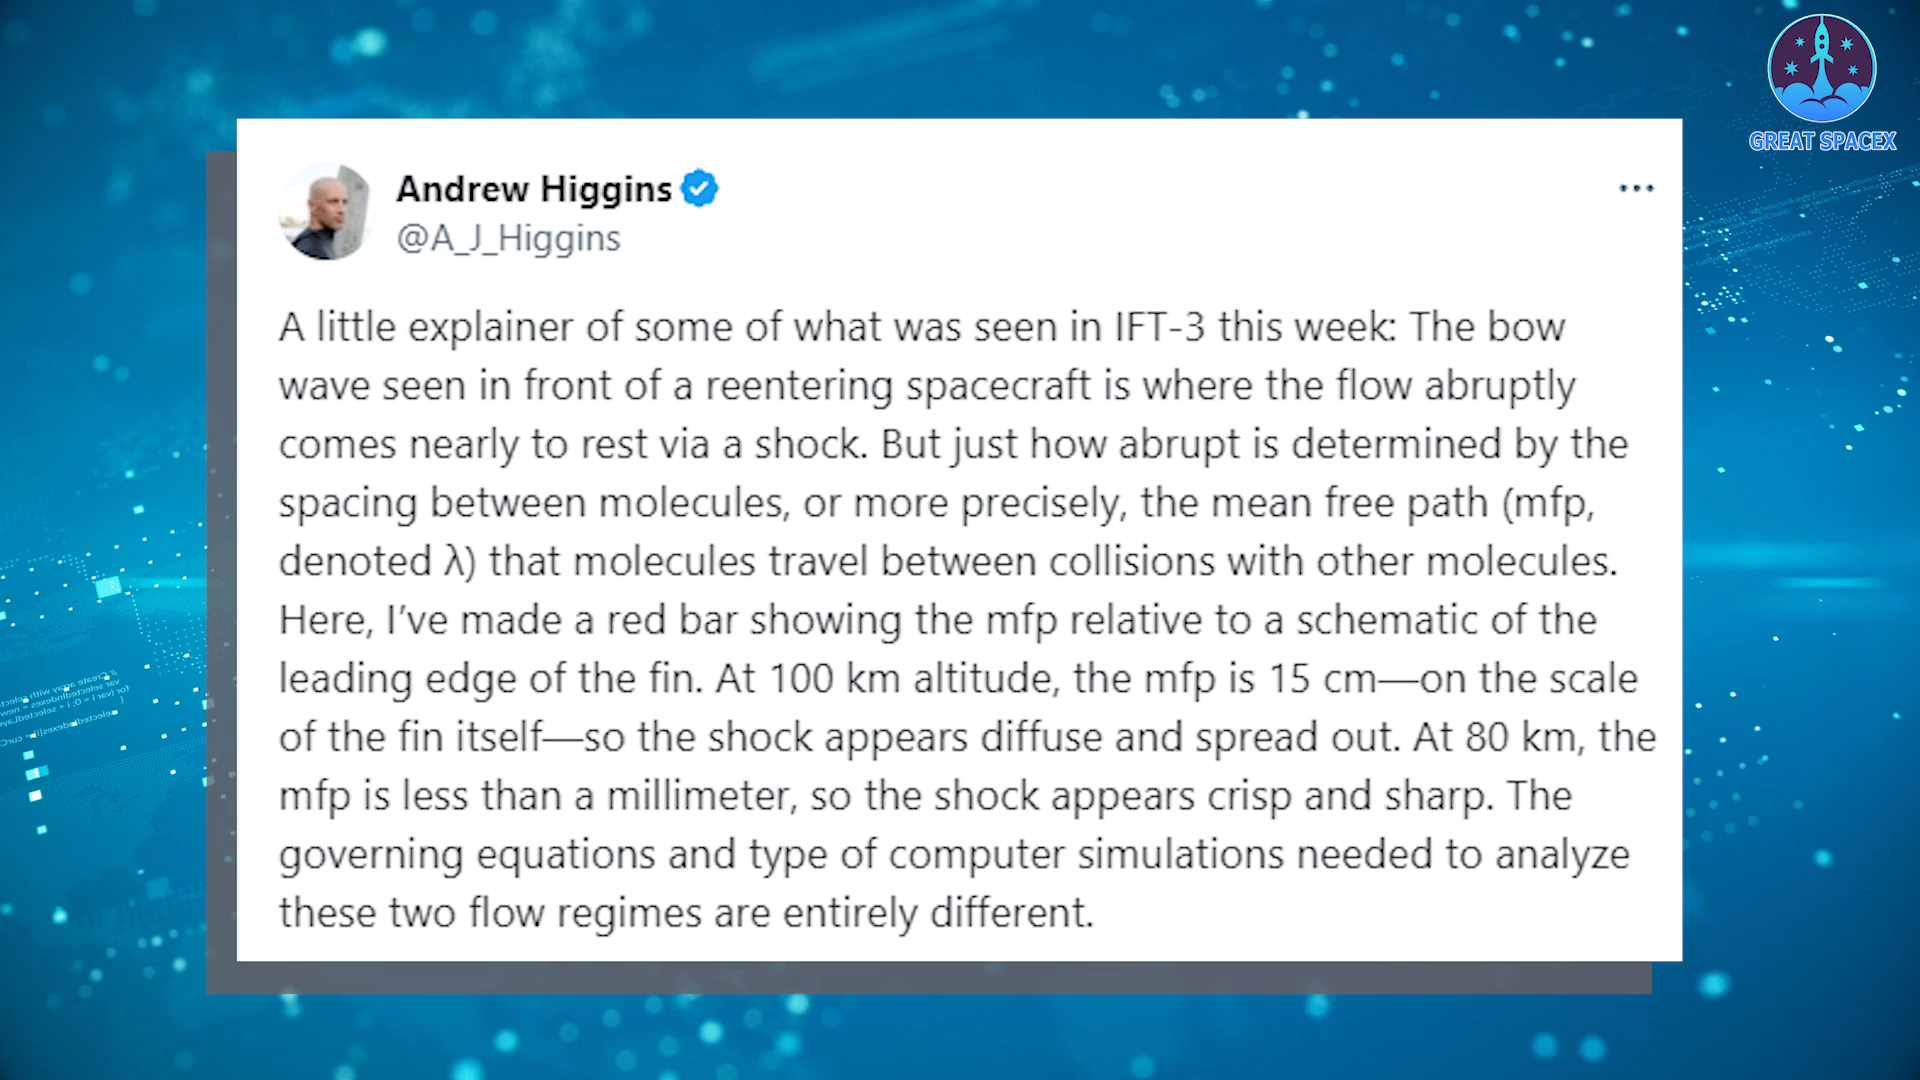 GREAT SPACEX
Andrew Higgins
@A_J_Higgins
A little explainer of some of what was seen in IFT-3 this week: The bow
wave seen in front of a reentering spacecraft is where the flow abruptly
comes nearly to rest via a shock. But just how abrupt is determined by the
spacing between molecules, or more precisely, the mean free path (mfp,
denoted λ) that molecules travel between collisions with other molecules.
Here, I’ve made a red bar showing the mfp relative to a schematic of the
leading edge of the fin. At 100 km altitude, the mfp is 15 cm—on the scale
of the fin itself—so the shock appears diffuse and spread out. At 80 km, the
mfp is less than a millimeter, so the shock appears crisp and sharp. The
governing equations and type of computer simulations needed to analyze
these two flow regimes are entirely different.